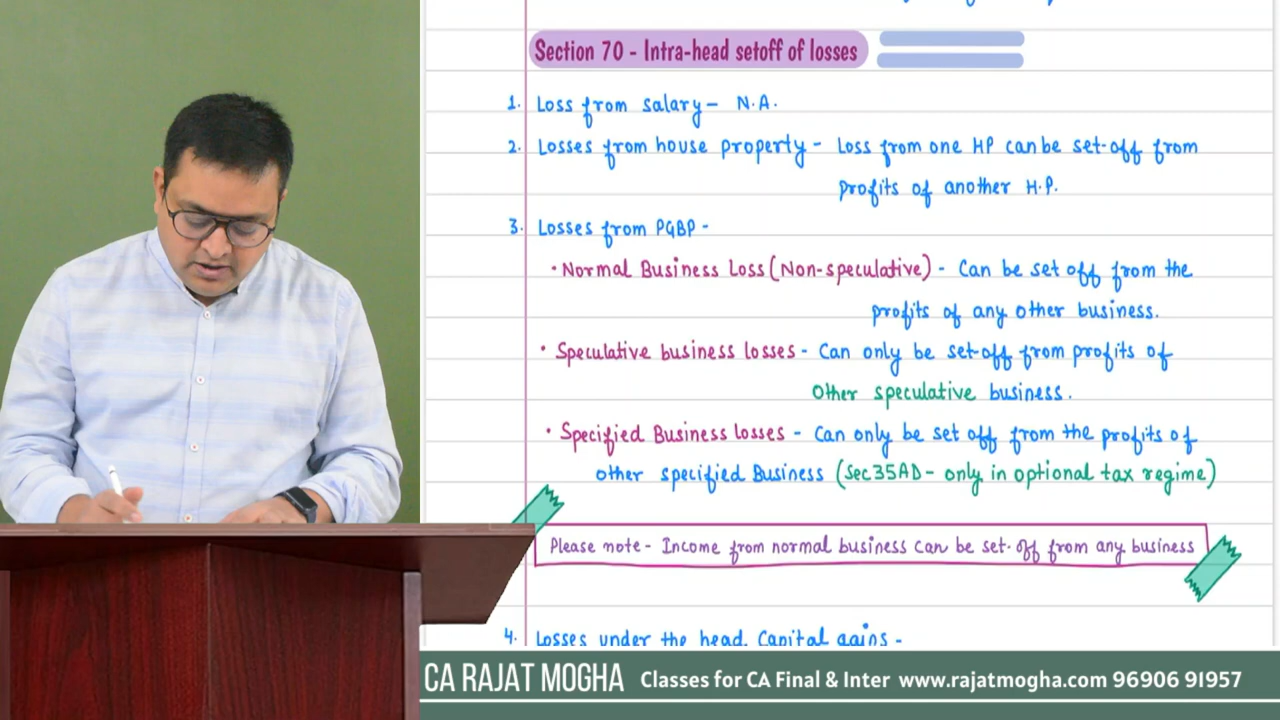 Section 70 - Intra-head setoff of losses
1. Loss from salary - N.A.
2. Losses from house property - Loss from one HP can be set-off from
profits of another H.P.
3. Losses from PGBP -
• Normal Business Loss (Non-speculative) - Can be set off from the
profits of any other business.
• Speculative business losses - Can only be set-off from profits of
Other speculative business.
• Specified Business losses - Can only be set off from the profits of
other specified Business (Sec 35AD - only in optional tax regime)
Please note - Income from normal business can be set-off from any business
4. Losses under the head, Capital gains -
CA RAJAT MOGHA Classes for CA Final & Inter www.rajatmogha.com 96906 91957